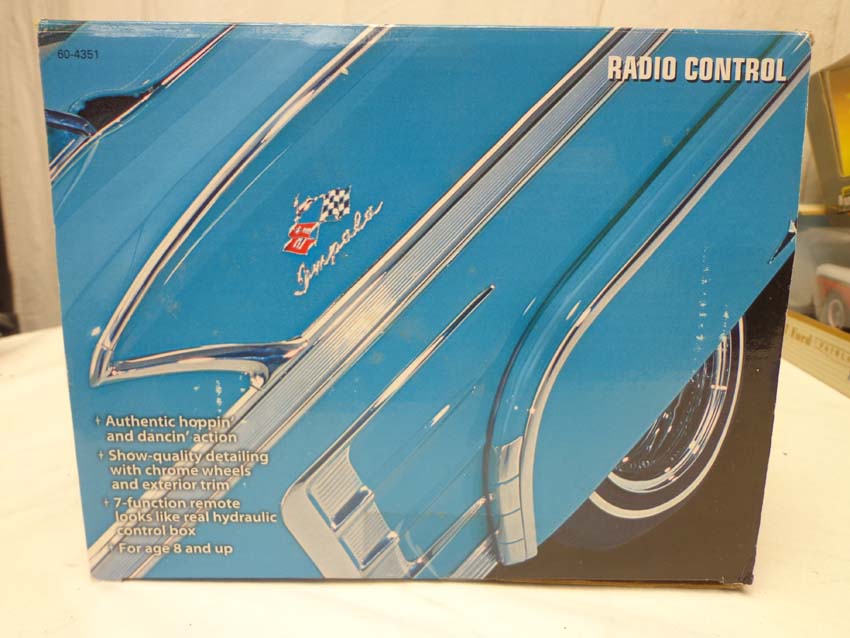 60-4351
RADIO CONTROL
Impala
† Authentic hoppin'
and dancin' action
† Show-quality detailing
with chrome wheels
and exterior trim
† 7-function remote
looks like real hydraulic
control box
† For age 8 and up
Ford